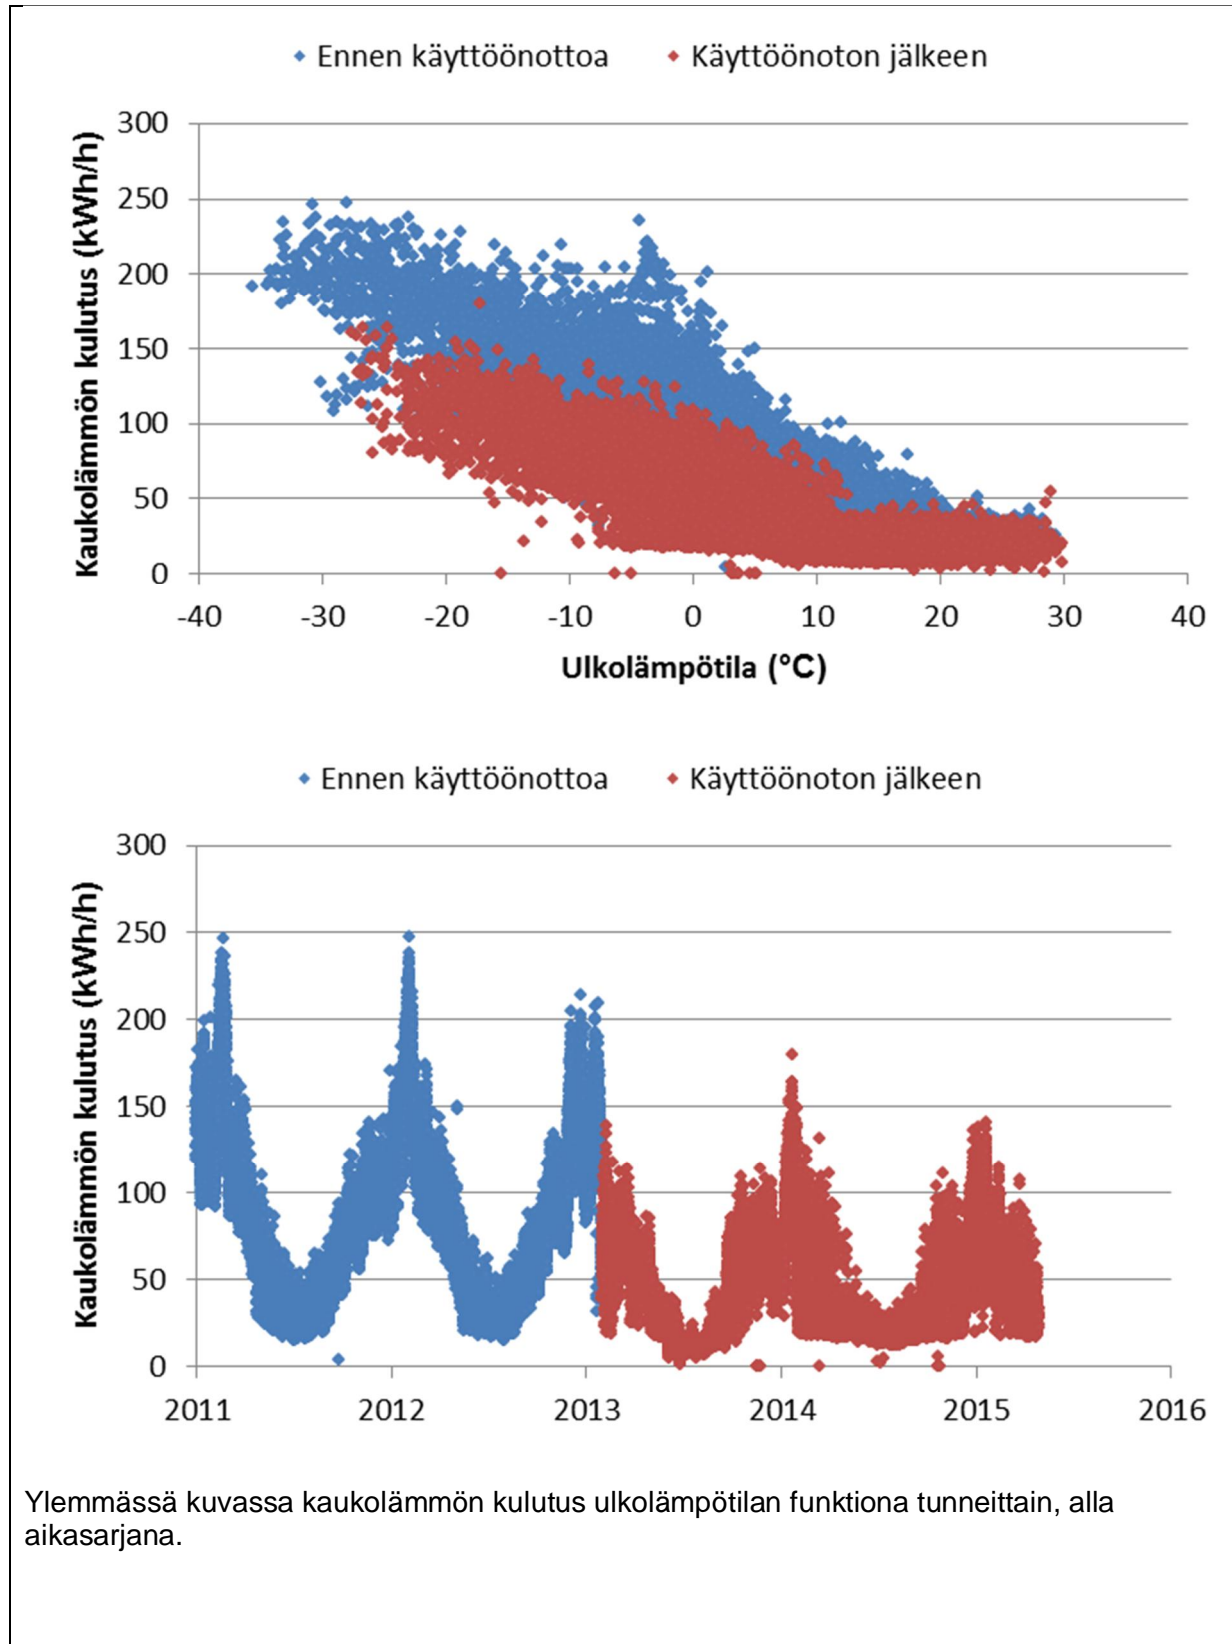 Ennen käyttöönottoa Käyttöönoton jälkeen
Kaukolämmön kulutus (kWh/h)
300
250
200
150
100
50
0
-40 -30 -20 -10 0 10 20 30 40
Ulkolämpötila (°C)
Ennen käyttöönottoa Käyttöönoton jälkeen
Kaukolämmön kulutus (kWh/h)
300
250
200
150
100
50
0
2011 2012 2013 2014 2015 2016
Ylemmässä kuvassa kaukolämmön kulutus ulkolämpötilan funktiona tunneittain, alla
aikasarjana.